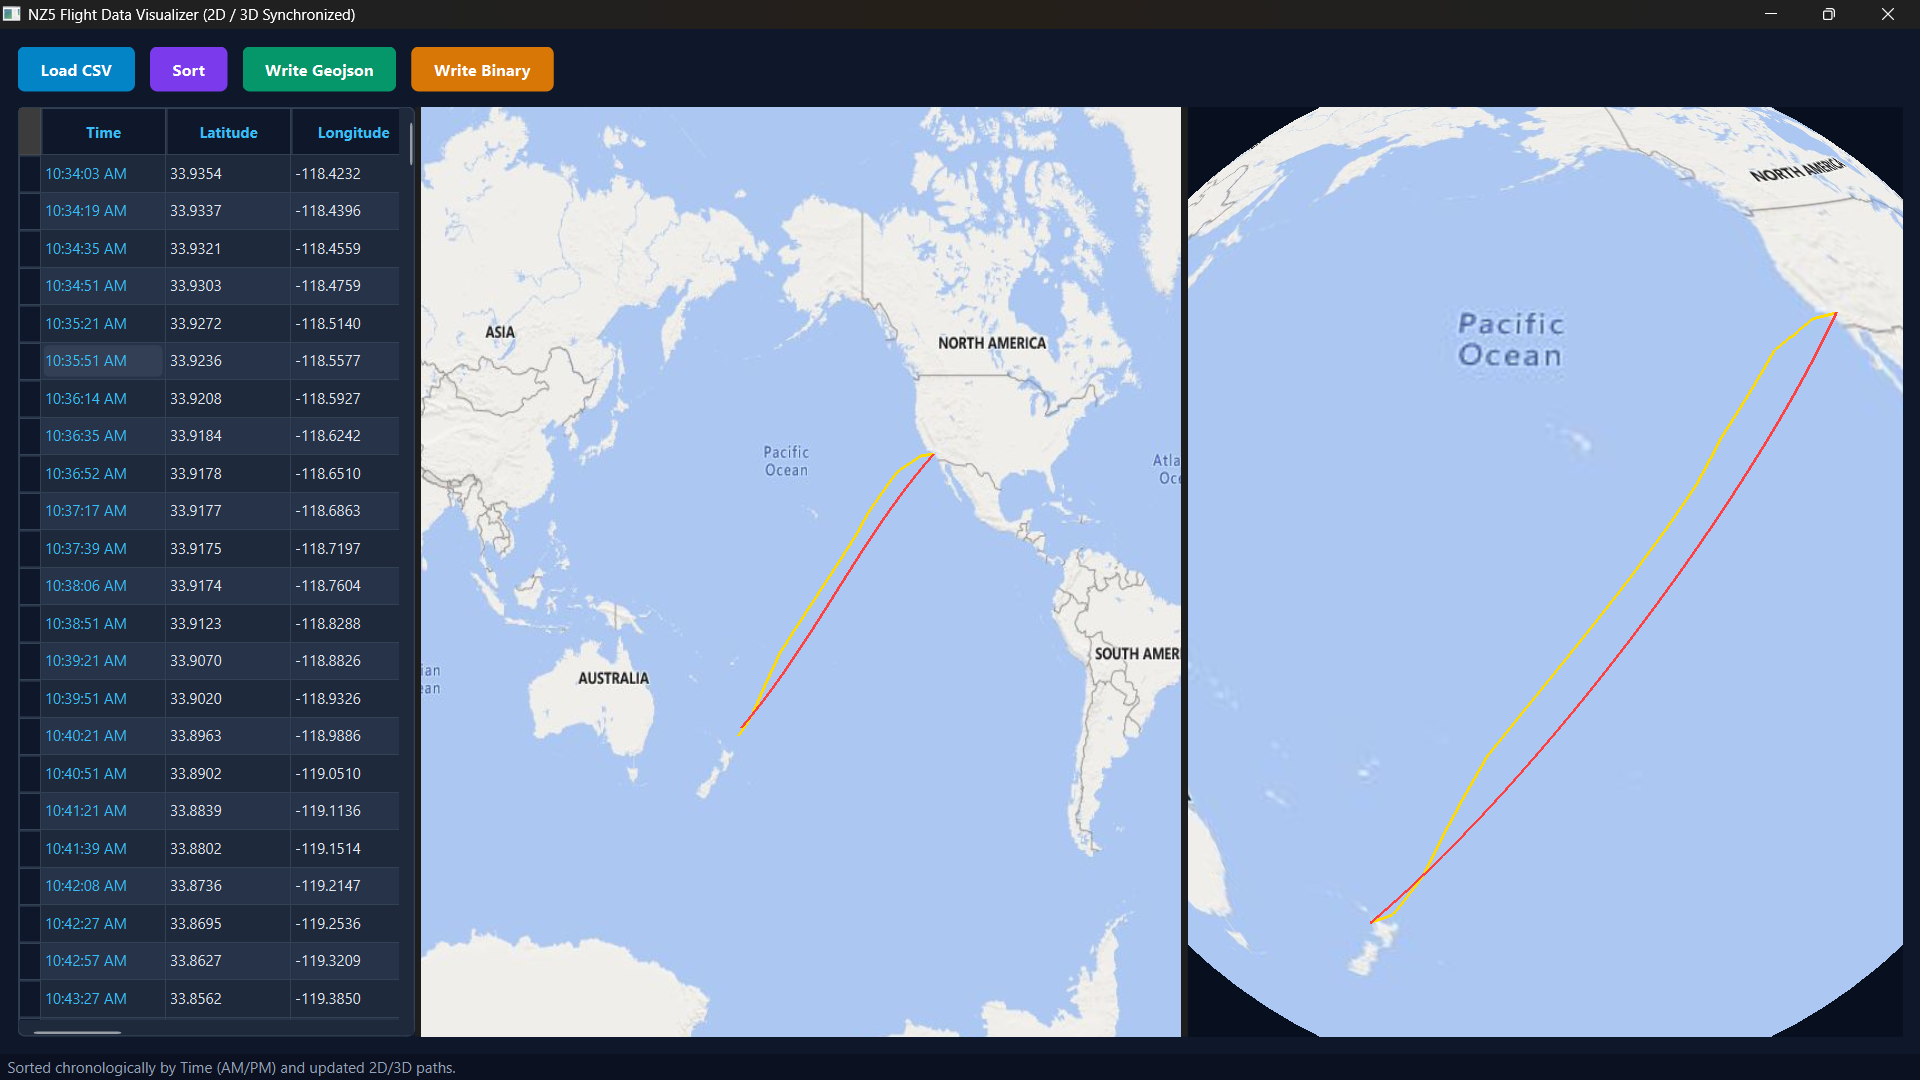 NZ5 Flight Data Visualizer (2D / 3D Synchronized)
Load CSV Sort Write Geojson Write Binary
Time Latitude Longitude
10:34:03 AM 33.9354 -118.4232
10:34:19 AM 33.9337 -118.4396
10:34:35 AM 33.9321 -118.4559
10:34:51 AM 33.9303 -118.4759
10:35:21 AM 33.9272 -118.5140
10:35:51 AM 33.9236 -118.5577
10:36:14 AM 33.9208 -118.5927
10:36:35 AM 33.9184 -118.6242
10:36:52 AM 33.9178 -118.6510
10:37:17 AM 33.9177 -118.6863
10:37:39 AM 33.9175 -118.7197
10:38:06 AM 33.9174 -118.7604
10:38:51 AM 33.9123 -118.8288
10:39:21 AM 33.9070 -118.8826
10:39:51 AM 33.9020 -118.9326
10:40:21 AM 33.8963 -118.9886
10:40:51 AM 33.8902 -119.0510
10:41:21 AM 33.8839 -119.1136
10:41:39 AM 33.8802 -119.1514
10:42:08 AM 33.8736 -119.2147
10:42:27 AM 33.8695 -119.2536
10:42:57 AM 33.8627 -119.3209
10:43:27 AM 33.8562 -119.3850
ASIA
NORTH AMERICA
Pacific
Ocean
Atla
Oce
ian
ean
AUSTRALIA
SOUTH AMER
NORTH AMERICA
Pacific
Ocean
Sorted chronologically by Time (AM/PM) and updated 2D/3D paths.